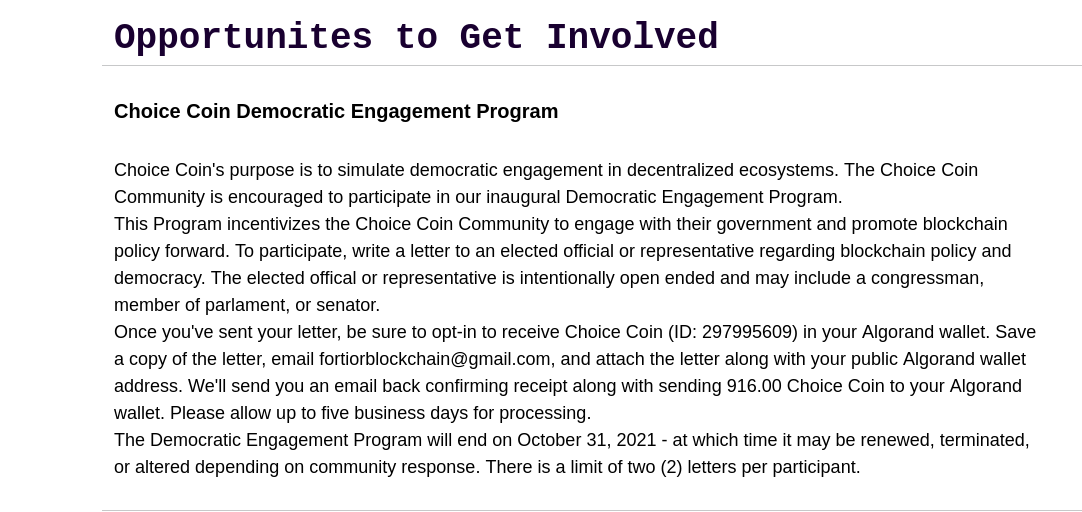 Opportunites to Get Involved
Choice Coin Democratic Engagement Program
Choice Coin's purpose is to simulate democratic engagement in decentralized ecosystems. The Choice Coin
Community is encouraged to participate in our inaugural Democratic Engagement Program.
This Program incentivizes the Choice Coin Community to engage with their government and promote blockchain
policy forward. To participate, write a letter to an elected official or representative regarding blockchain policy and
democracy. The elected offical or representative is intentionally open ended and may include a congressman,
member of parlament, or senator.
Once you've sent your letter, be sure to opt-in to receive Choice Coin (ID: 297995609) in your Algorand wallet. Save
a copy of the letter, email fortiorblockchain@gmail.com, and attach the letter along with your public Algorand wallet
address. We'll send you an email back confirming receipt along with sending 916.00 Choice Coin to your Algorand
wallet. Please allow up to five business days for processing.
The Democratic Engagement Program will end on October 31, 2021 - at which time it may be renewed, terminated,
or altered depending on community response. There is a limit of two (2) letters per participant.